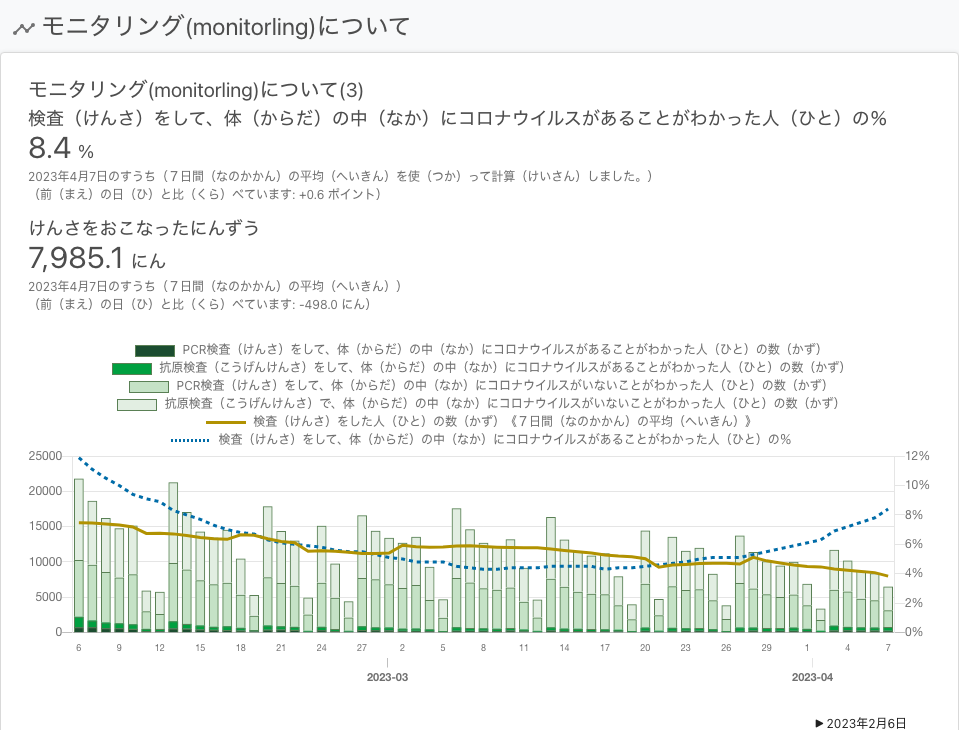 モニタリング(monitorling)について
モニタリング(monitorling)について(3)
検査（けんさ）をして、体（からだ）の中（なか）にコロナウイルスがあることがわかった人（ひと）の％
8.4 %
2023年4月7日のすうち（７日間（なのかかん）の平均（へいきん）を使（つか）って計算（けいさん）しました。）
（前（まえ）の日（ひ）と比（くら）べています: +0.6 ポイント）
けんさをおこなったにんずう
7,985.1 にん
2023年4月7日のすうち（７日間（なのかかん）の平均（へいきん））
（前（まえ）の日（ひ）と比（くら）べています: -498.0 にん）
PCR検査（けんさ）をして、体（からだ）の中（なか）にコロナウイルスがあることがわかった人（ひと）の数（かず）
抗原検査（こうげんけんさ）をして、体（からだ）の中（なか）にコロナウイルスがあることがわかった人（ひと）の数（かず）
PCR検査（けんさ）をして、体（からだ）の中（なか）にコロナウイルスがいないことがわかった人（ひと）の数（かず）
抗原検査（こうげんけんさ）で、体（からだ）の中（なか）にコロナウイルスがいないことがわかった人（ひと）の数（かず）
検査（けんさ）をした人（ひと）の数（かず）《７日間（なのかかん）の平均（へいきん）》
検査（けんさ）をして、体（からだ）の中（なか）にコロナウイルスがあることがわかった人（ひと）の％
25000 12%
10%
20000
8%
15000
6%
10000
4%
5000
2%
0 0%
6 9 12 15 18 21 24 27 2 5 8 11 14 17 20 23 26 29 1 4 7
2023-03 2023-04
▶ 2023年2月6日